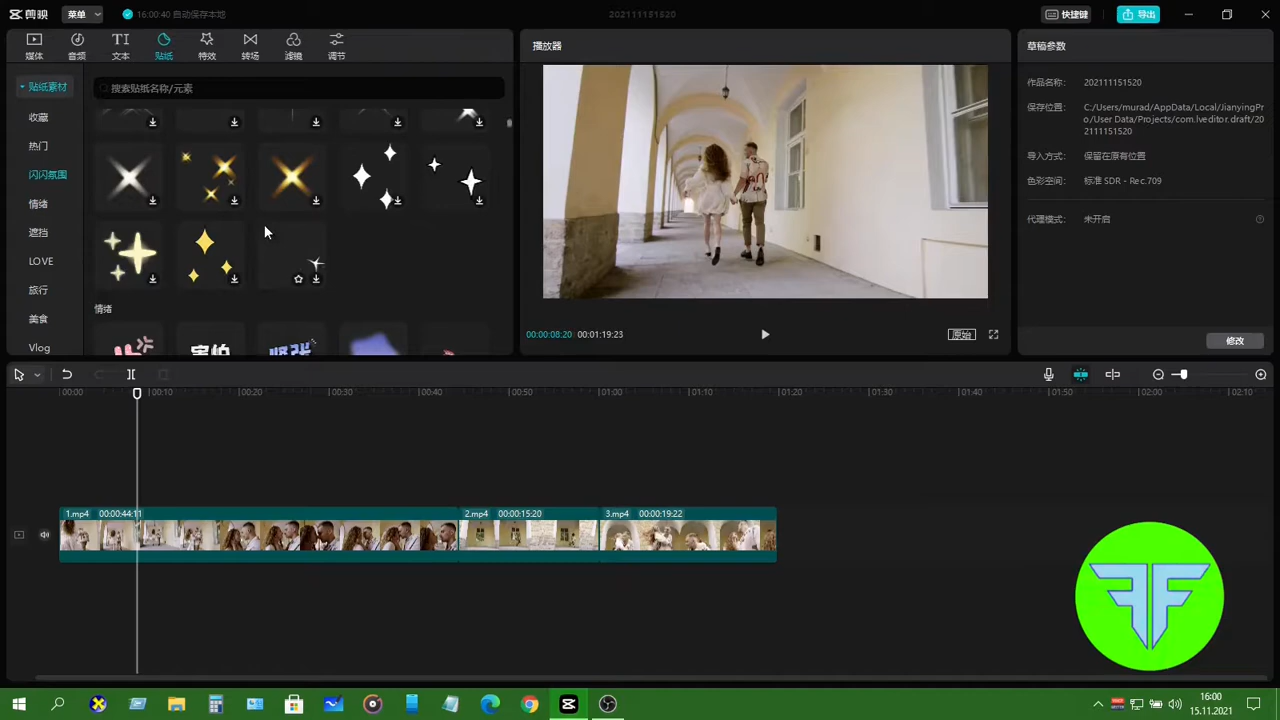 剪映
菜单
16:00:40 自动保存本地
202111151520
快捷键
导出
媒体
音频
文本
贴纸
特效
转场
滤镜
调节
播放器
草稿参数
贴纸素材
搜索贴纸名称/元素
收藏
热门
闪闪氛围
情绪
遮挡
LOVE
旅行
美食
Vlog
情绪
害怕
紧张
作品名称:
202111151520
保存位置:
C:/Users/murad/AppData/Local/JianyingPr
o/User Data/Projects/com.lveditor.draft/20
2111151520
导入方式:
保留在原有位置
色彩空间:
标准 SDR - Rec.709
代理模式:
未开启
修改
00:00:08:20
00:01:19:23
原始
00:00
00:10
00:20
00:30
00:40
00:50
01:00
01:10
01:20
01:30
01:40
01:50
02:00
02:10
1.mp4 00:00:44:11
2.mp4 00:00:15:20
3.mp4 00:00:19:22
16:00
15.11.2021